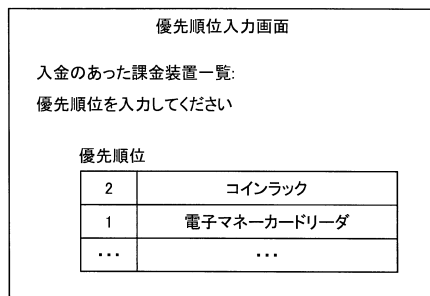 優先順位入力画面
入金のあった課金装置一覧:
優先順位を入力してください
優先順位
2 コインラック
1 電子マネーカードリーダ
... ...